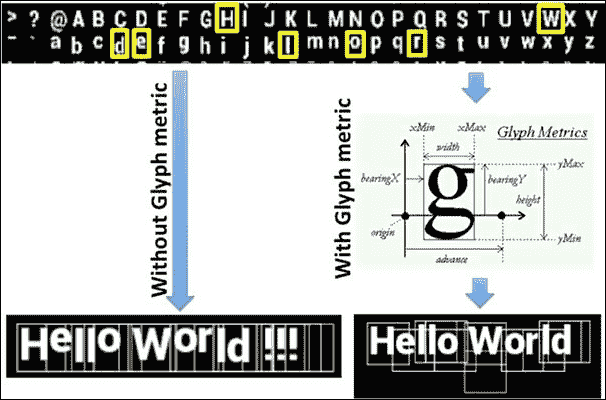 > ? @ A B C D E F G H I J K L M N O P Q R S T U V W X Y
` a b c d e f g h i j k l m n o p q r s t u v w x y z
Without Glyph metric
With Glyph metric
Glyph Metrics
xMin xMax
width
bearingX
g
bearingY
yMax
height
origin
yMin
advance
Hello World !!!
Hello World